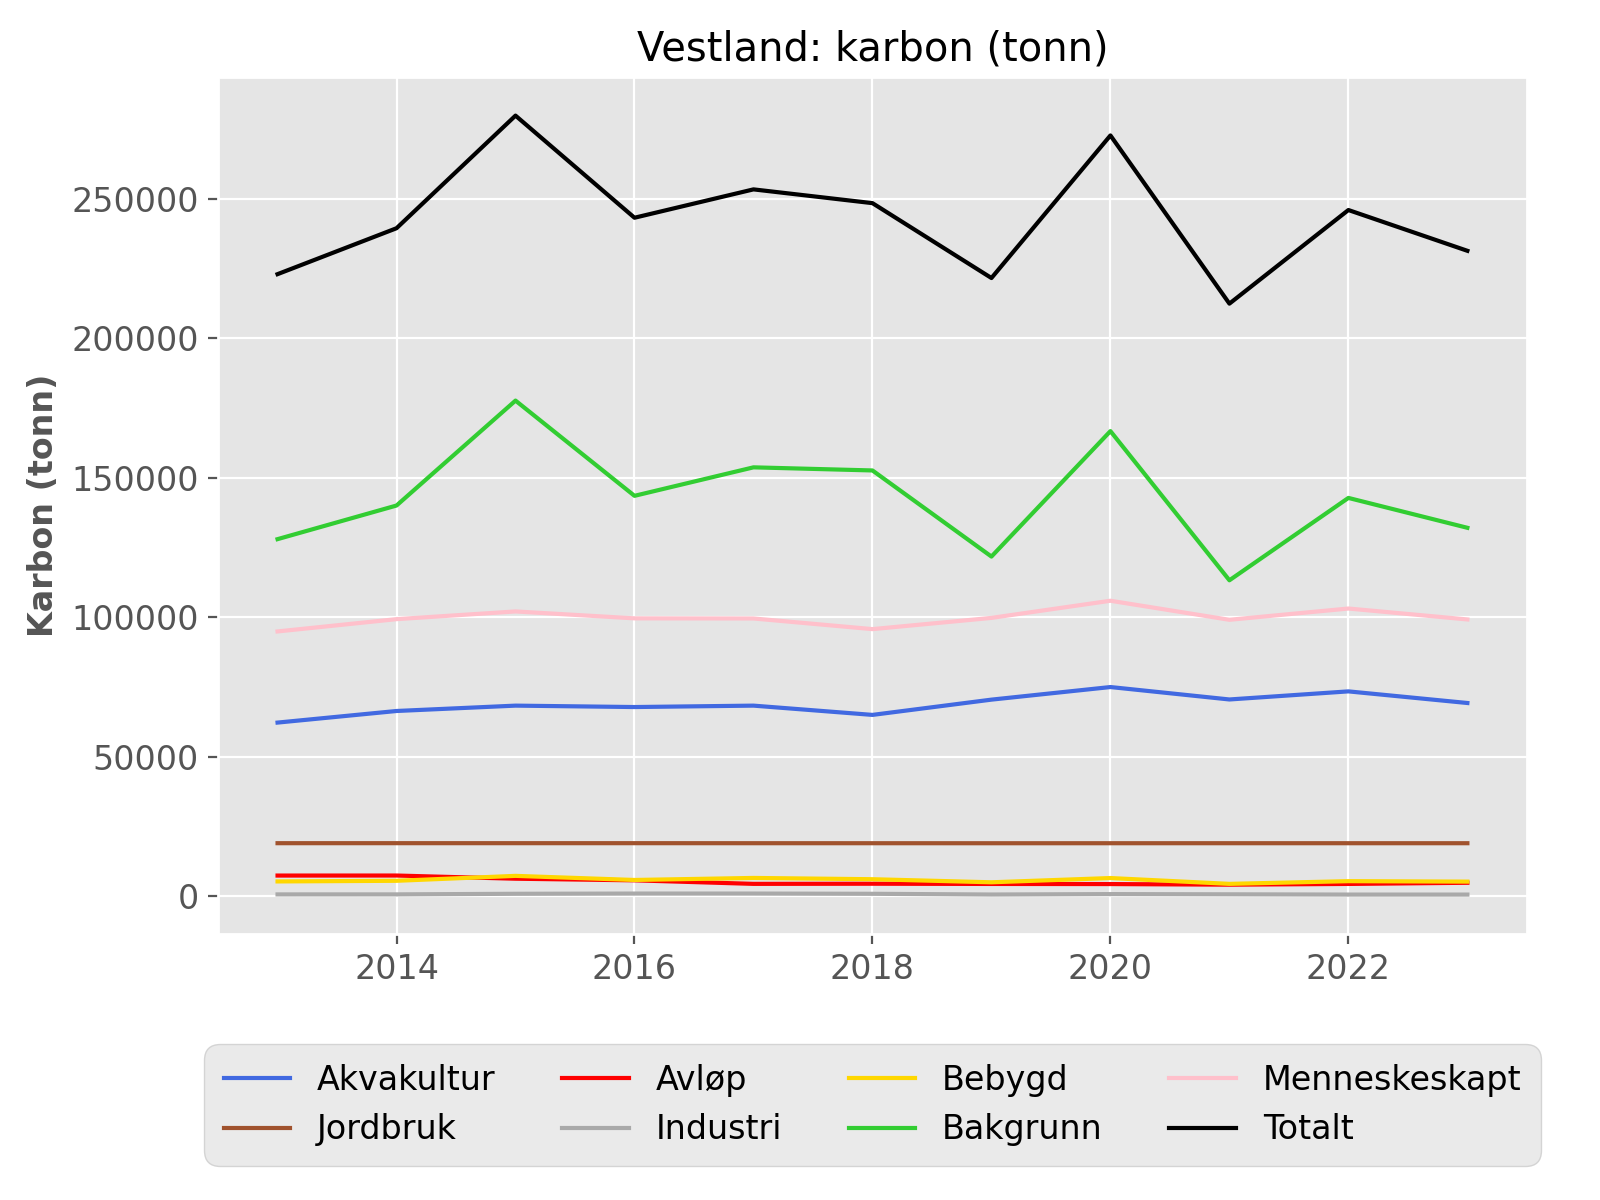 Vestland: karbon (tonn)
Karbon (tonn)
250000
200000
150000
100000
50000
0
2014 2016 2018 2020 2022
Akvakultur Avløp Bebygd Menneskeskapt
Jordbruk Industri Bakgrunn Totalt